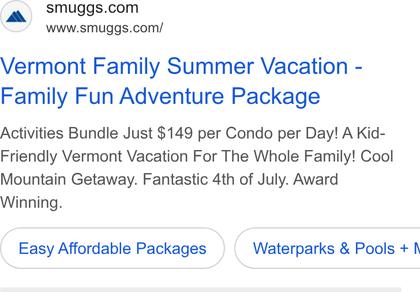 smuggs.com
www.smuggs.com/
Vermont Family Summer Vacation -
Family Fun Adventure Package
Activities Bundle Just $149 per Condo per Day! A Kid-
Friendly Vermont Vacation For The Whole Family! Cool
Mountain Getaway. Fantastic 4th of July. Award
Winning.
Easy Affordable Packages
Waterparks & Pools +